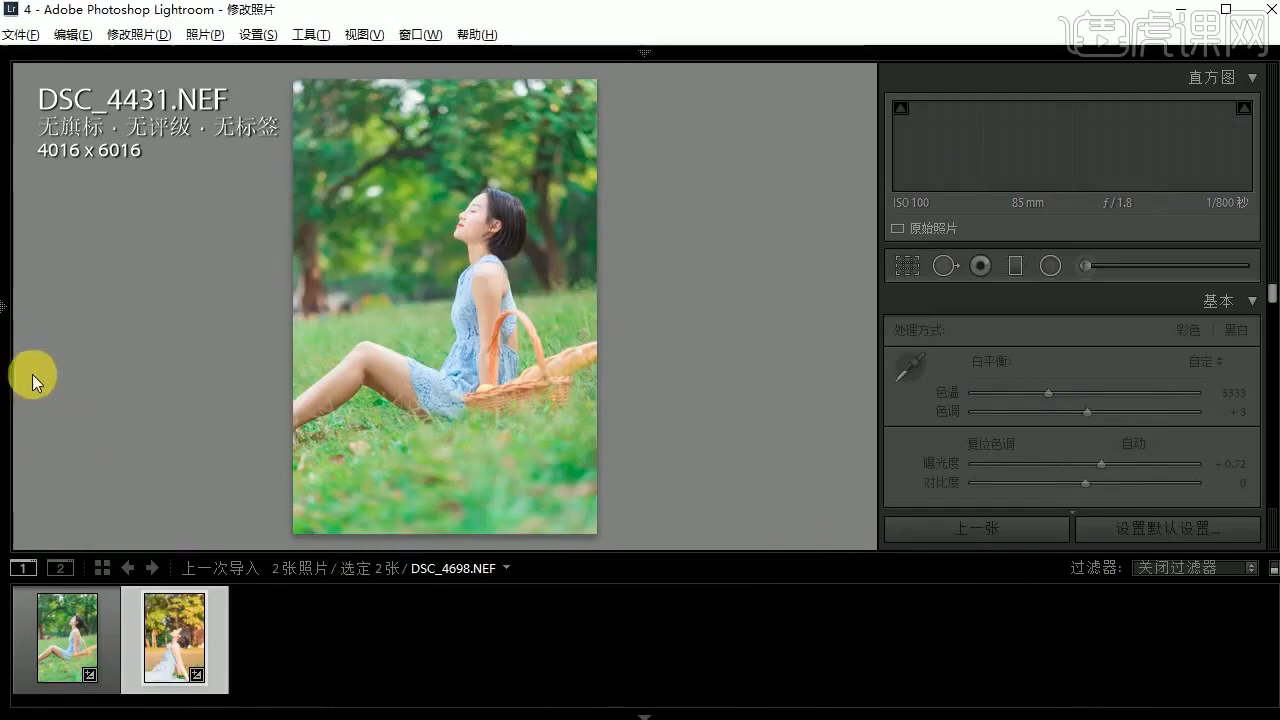 Lr 4 - Adobe Photoshop Lightroom - 修改照片
虎课网
文件(F) 编辑(E) 修改照片(D) 照片(P) 设置(S) 工具(T) 视图(V) 窗口(W) 帮助(H)
DSC_4431.NEF
无旗标 · 无评级 · 无标签
4016 x 6016
直方图
ISO 100 85 mm ƒ / 1.8 1/800 秒
原始照片
基本
处理方式: 彩色 黑白
白平衡: 自定
色温 5333
色调 + 3
复位色调 自动
曝光度 + 0.72
对比度 0
上一张 设置默认设置...
1 2 上一次导入 2 张照片 / 选定 2 张 / DSC_4698.NEF 过滤器: 关闭过滤器